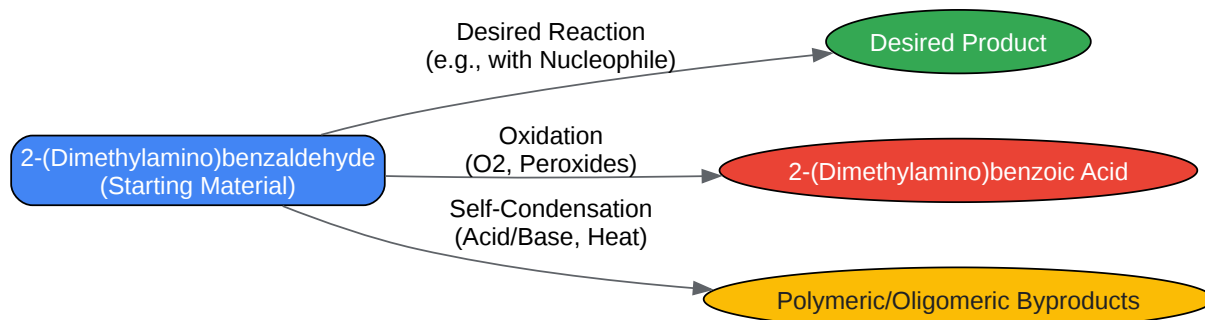 Desired Reaction
(e.g., with Nucleophile)
Desired Product
2-(Dimethylamino)benzaldehyde
(Starting Material)
Oxidation
(O2, Peroxides)
2-(Dimethylamino)benzoic Acid
Self-Condensation
(Acid/Base, Heat)
Polymeric/Oligomeric Byproducts